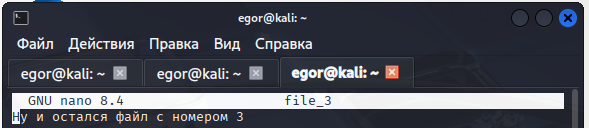 egor@kali: ~
Файл Действия Правка Вид Справка
egor@kali: ~ egor@kali: ~ egor@kali: ~
GNU nano 8.4 file_3
Ну и остался файл с номером 3